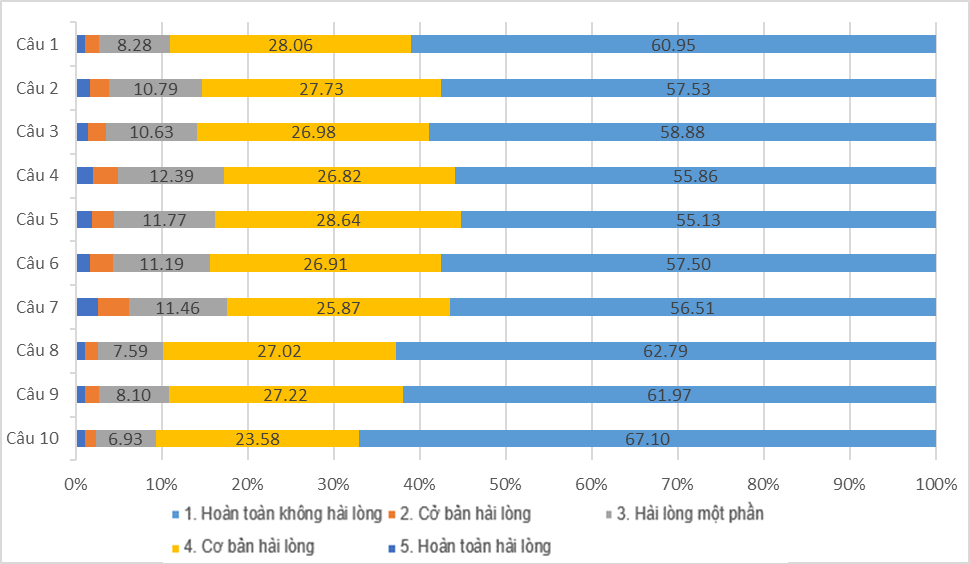 Câu 1 8.28 28.06 60.95
Câu 2 10.79 27.73 57.53
Câu 3 10.63 26.98 58.88
Câu 4 12.39 26.82 55.86
Câu 5 11.77 28.64 55.13
Câu 6 11.19 26.91 57.50
Câu 7 11.46 25.87 56.51
Câu 8 7.59 27.02 62.79
Câu 9 8.10 27.22 61.97
Câu 10 6.93 23.58 67.10
0% 10% 20% 30% 40% 50% 60% 70% 80% 90% 100%
1. Hoàn toàn không hài lòng 2. Cở bản hài lòng 3. Hài lòng một phần
4. Cơ bản hài lòng 5. Hoàn toàn hài lòng